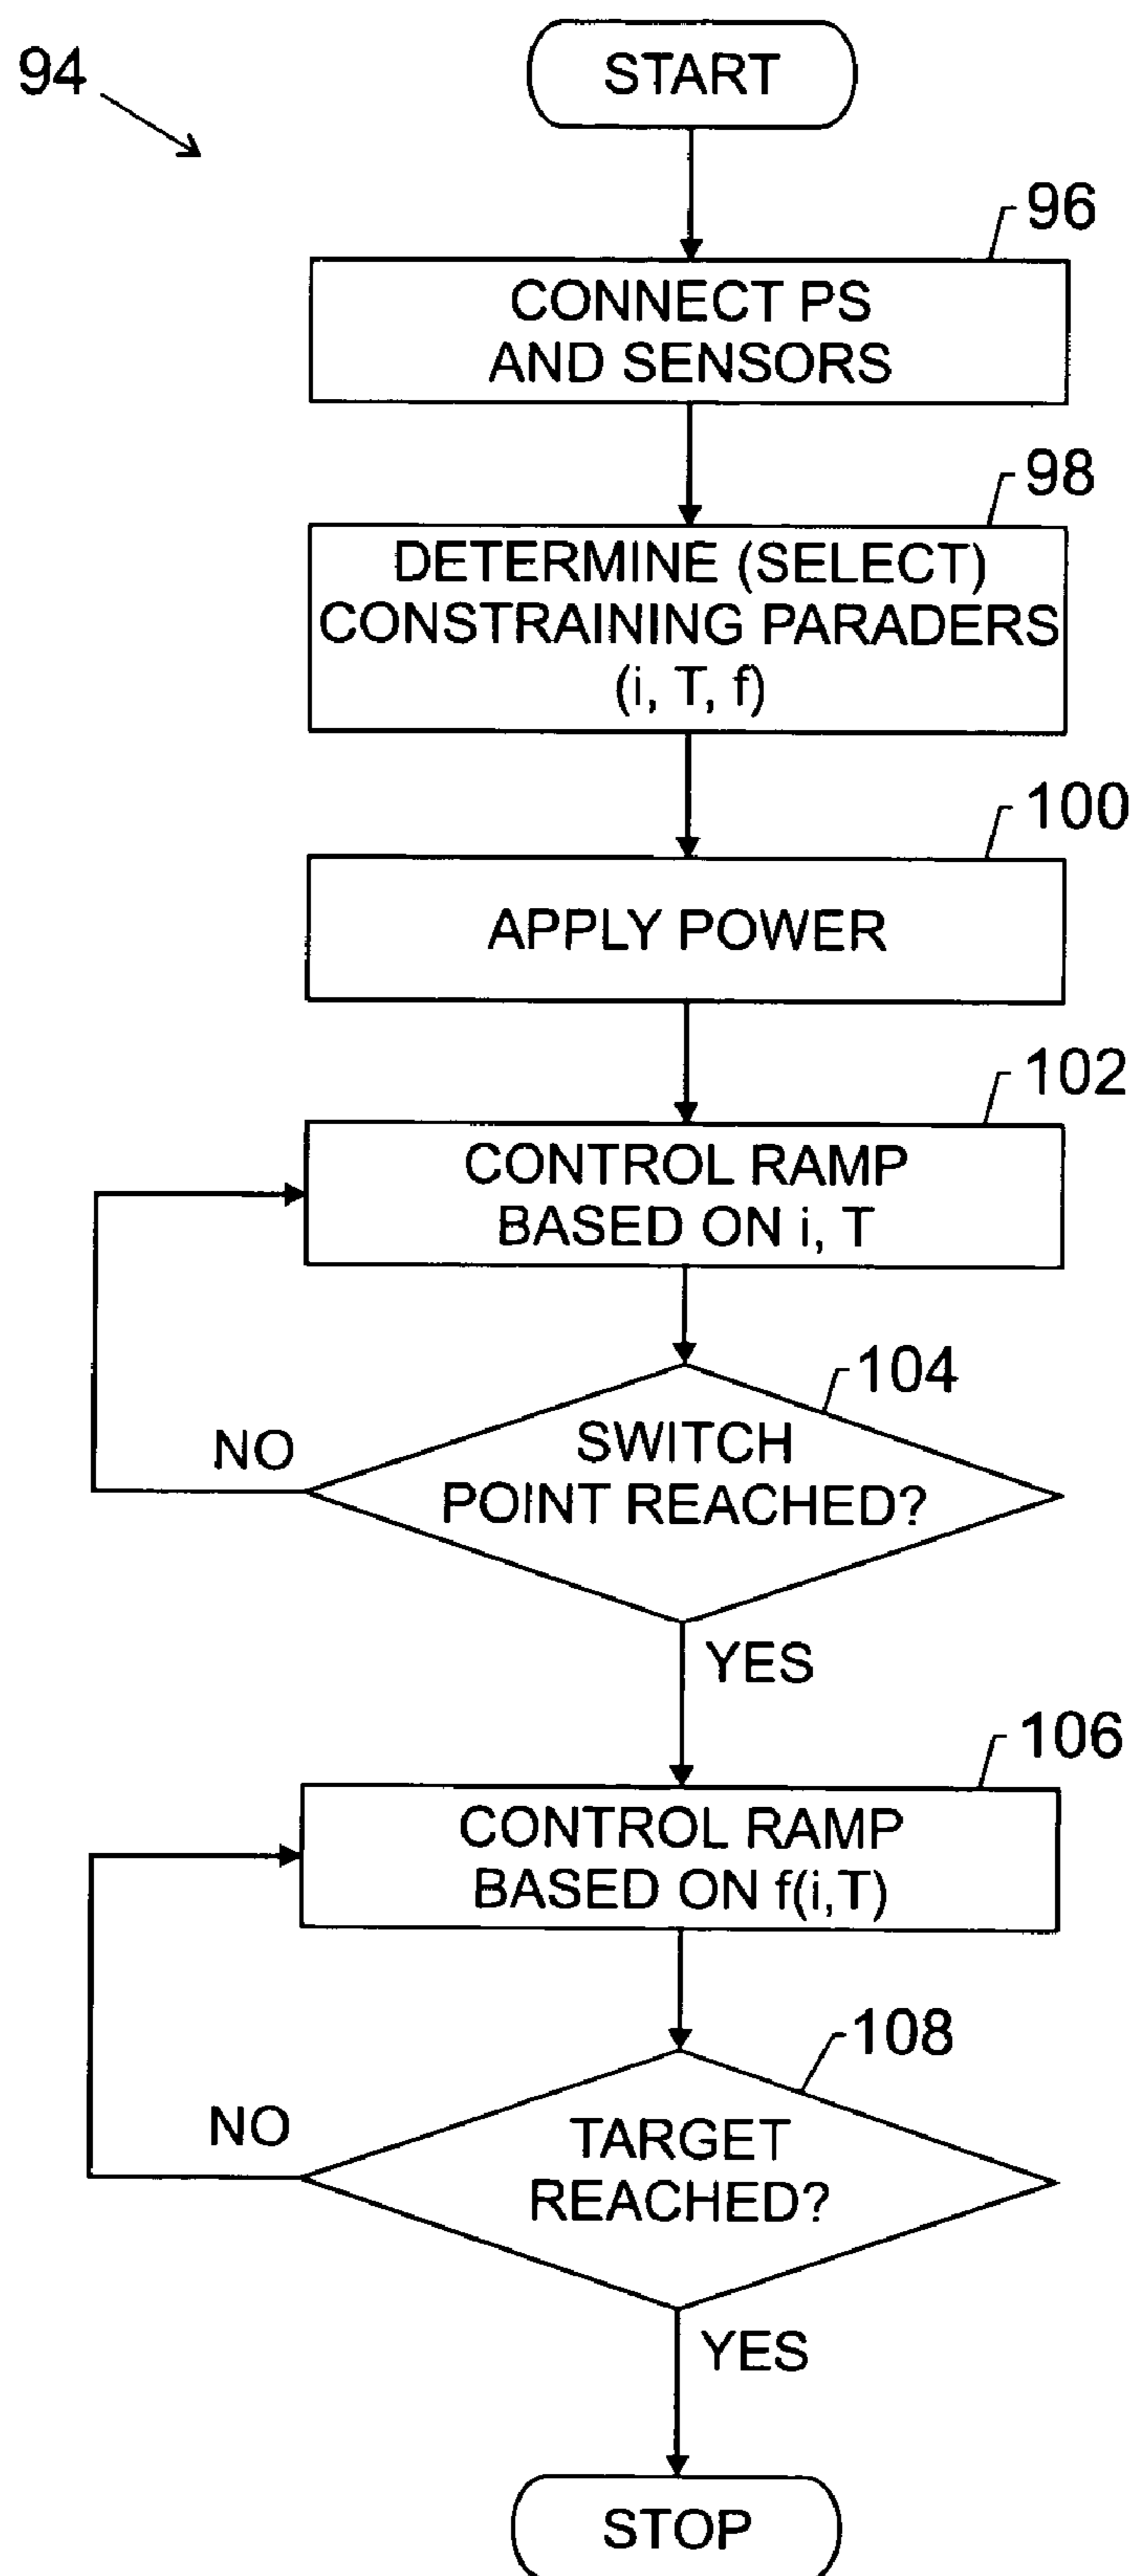 94
START
96
CONNECT PS
AND SENSORS
98
DETERMINE (SELECT)
CONSTRAINING PARADERS
(i, T, f)
100
APPLY POWER
102
CONTROL RAMP
BASED ON i, T
104
SWITCH
POINT REACHED?
NO
YES
106
CONTROL RAMP
BASED ON f(i,T)
108
TARGET
REACHED?
NO
YES
STOP